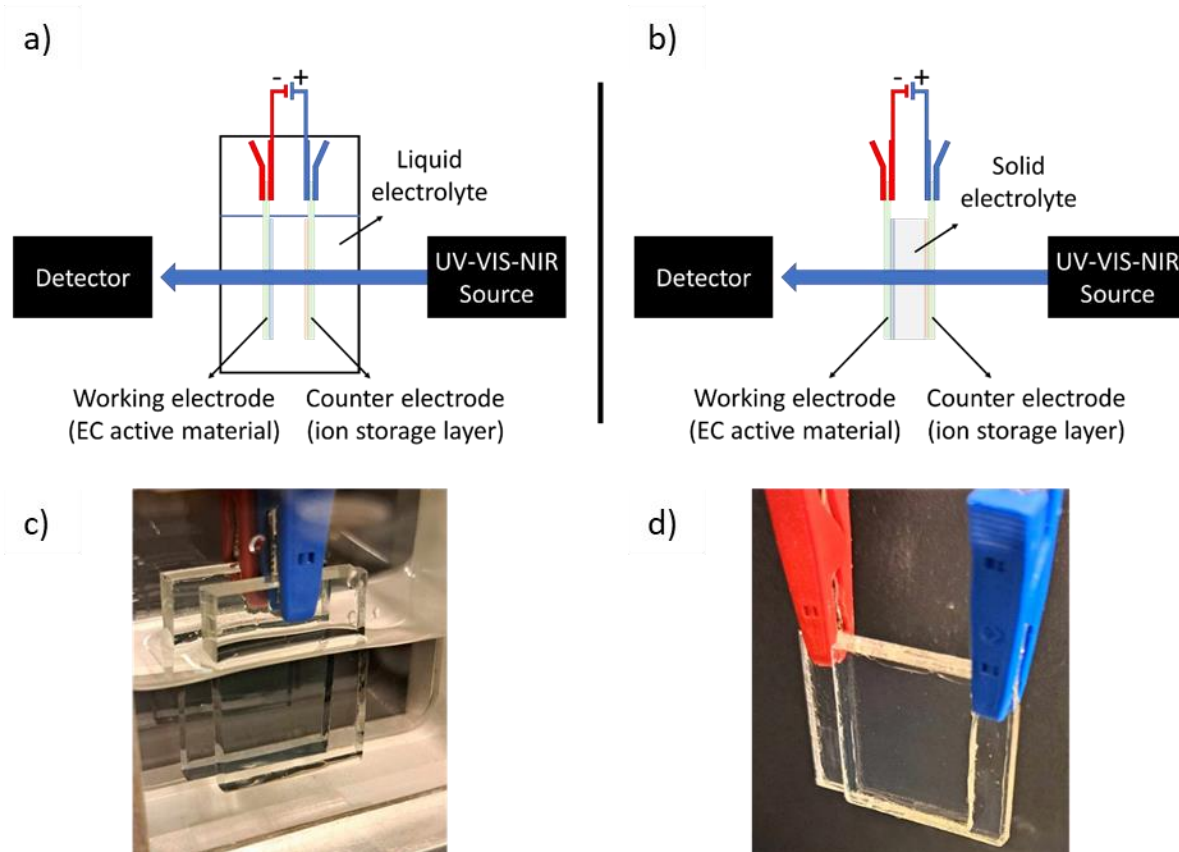 a)
- +
Liquid
electrolyte
Detector
UV-VIS-NIR
Source
Working electrode
(EC active material)
Counter electrode
(ion storage layer)
b)
- +
Solid
electrolyte
Detector
UV-VIS-NIR
Source
Working electrode
(EC active material)
Counter electrode
(ion storage layer)
c)
d)